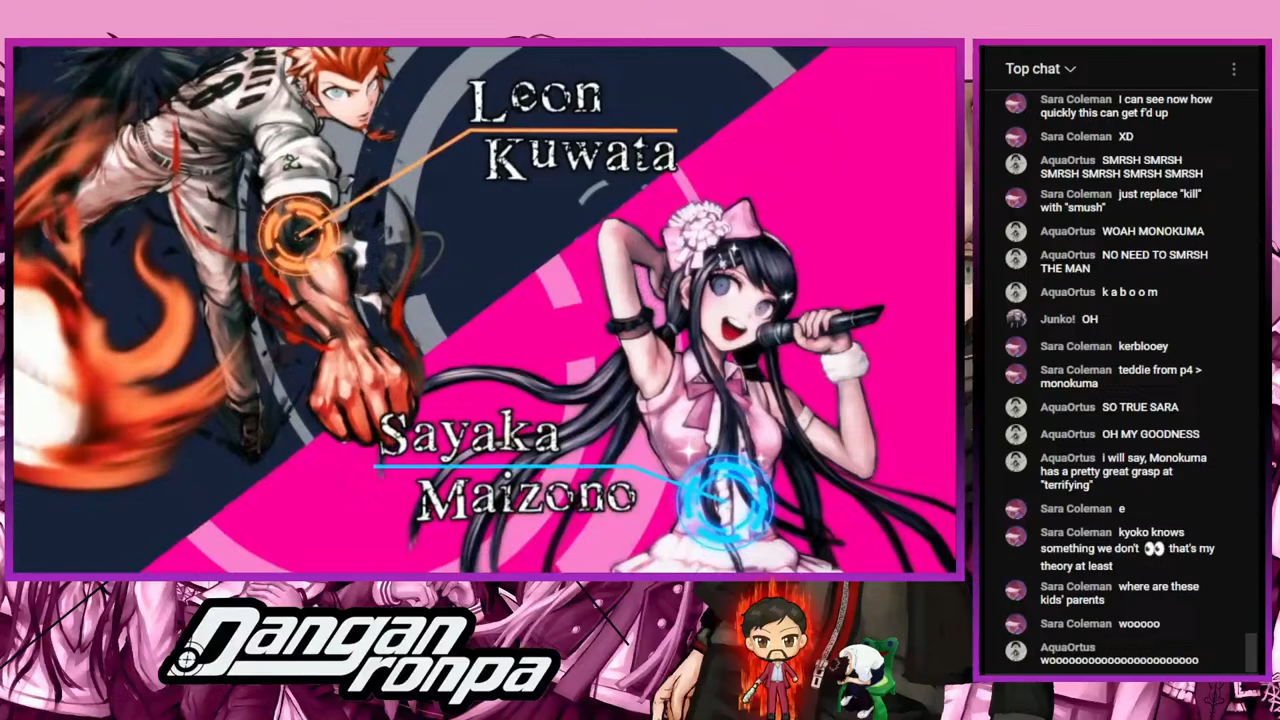 Leon
Kuwata
Sayaka
Maizono
Dangan
ronpa
Top chat
Sara Coleman I can see now how
quickly this can get f'd up
Sara Coleman XD
AquaOrtus SMRSH SMRSH
SMRSH SMRSH SMRSH SMRSH
Sara Coleman just replace "kill"
with "smush"
AquaOrtus WOAH MONOKUMA
AquaOrtus NO NEED TO SMRSH
THE MAN
AquaOrtus k a b o o m
Junko! OH
Sara Coleman kerblooey
Sara Coleman teddie from p4 >
monokuma
AquaOrtus SO TRUE SARA
AquaOrtus OH MY GOODNESS
AquaOrtus i will say, Monokuma
has a pretty great grasp at
"terrifying"
Sara Coleman e
Sara Coleman kyoko knows
something we don't 👀 that's my
theory at least
Sara Coleman where are these
kids' parents
Sara Coleman wooooo
AquaOrtus
wooooooooooooooooooooooo